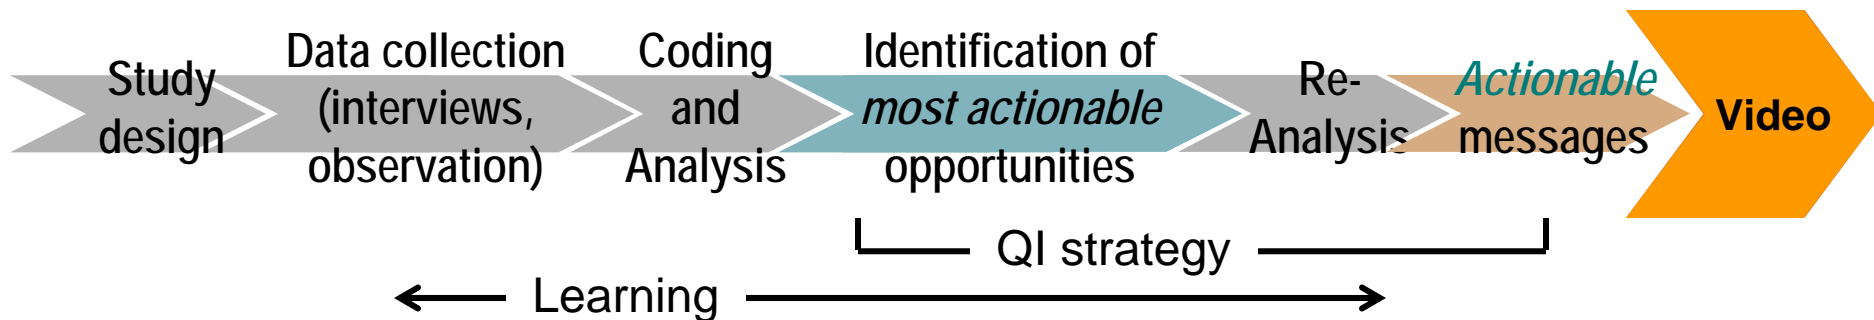 Study
design
Data collection
(interviews,
observation)
Coding
and
Analysis
Identification of
most actionable
opportunities
Re-
Analysis
Actionable
messages
Video
QI strategy
Learning